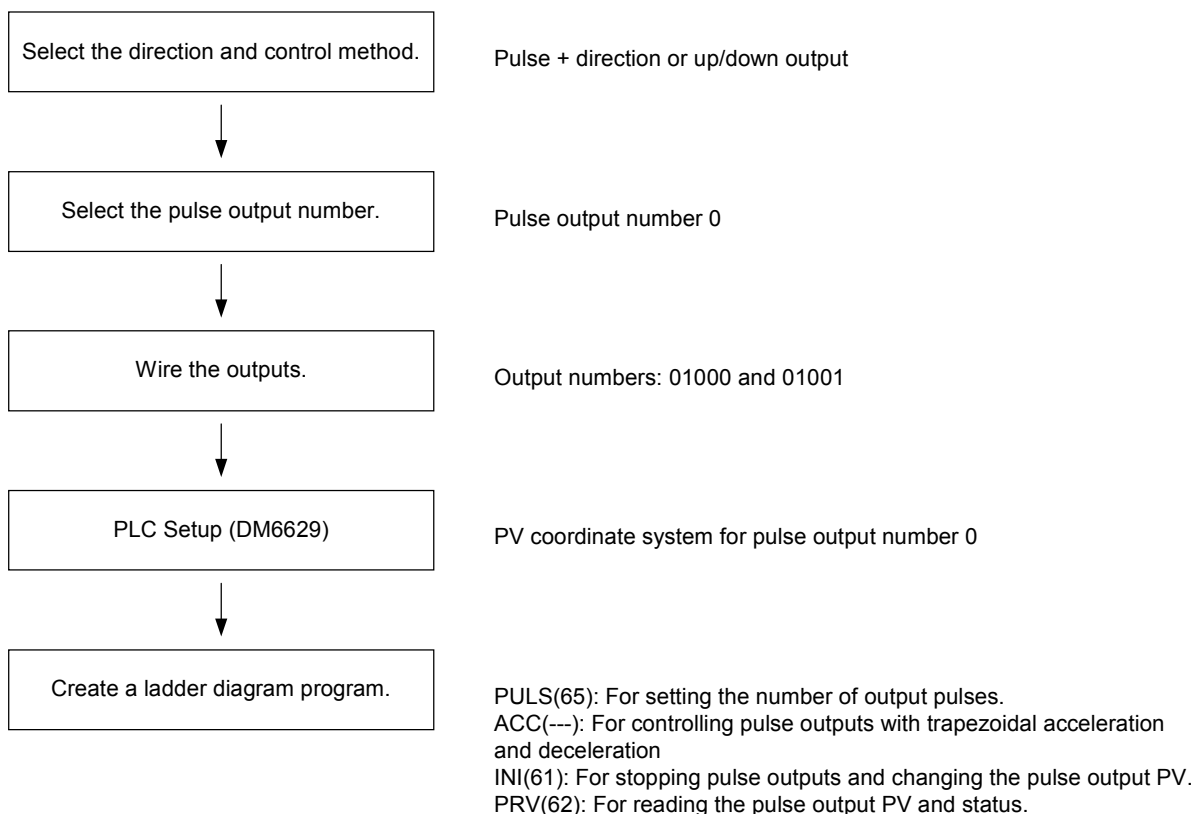 Select the direction and control method.
Pulse + direction or up/down output
Select the pulse output number.
Pulse output number 0
Wire the outputs.
Output numbers: 01000 and 01001
PLC Setup (DM6629)
PV coordinate system for pulse output number 0
Create a ladder diagram program.
PULS(65): For setting the number of output pulses.
ACC(---): For controlling pulse outputs with trapezoidal acceleration
and deceleration
INI(61): For stopping pulse outputs and changing the pulse output PV.
PRV(62): For reading the pulse output PV and status.